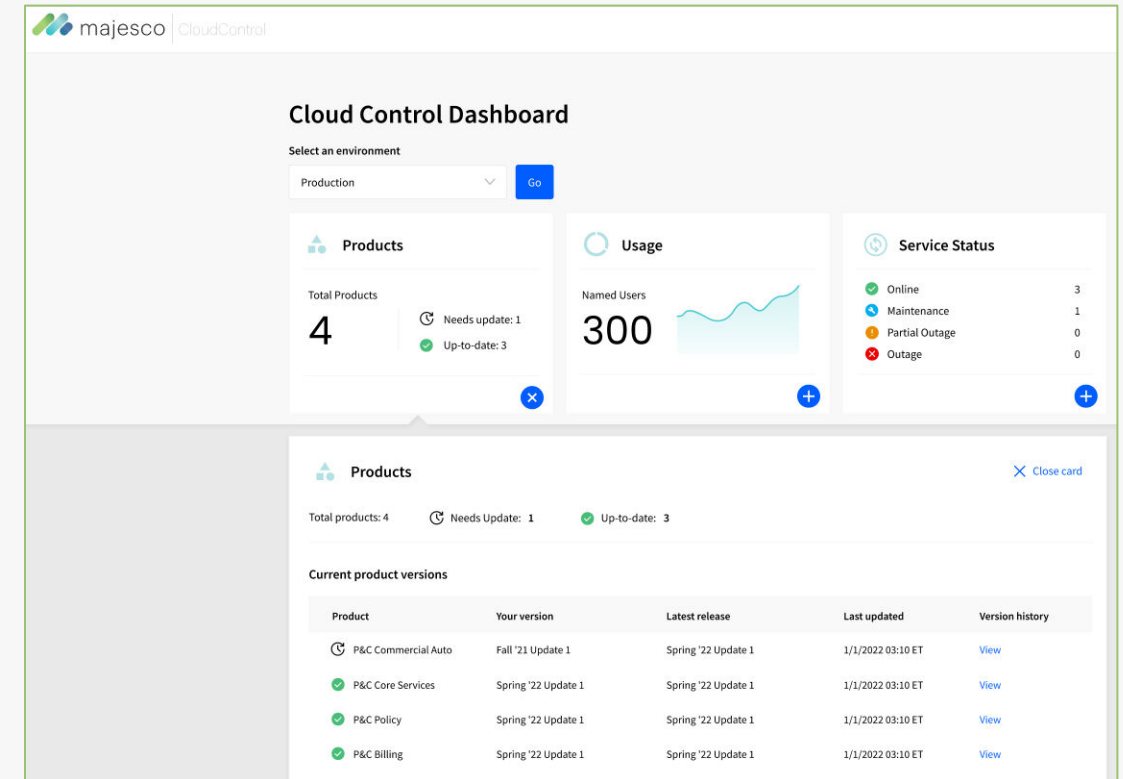 majesco CloudControl
Cloud Control Dashboard
Select an environment
Production
Go
Products
Total Products
4
Needs update: 1
Up-to-date: 3
Usage
Named Users
300
Service Status
Online 3
Maintenance 1
Partial Outage 0
Outage 0
Products
Close card
Total products: 4 Needs Update: 1 Up-to-date: 3
Current product versions
Product Your version Latest release Last updated Version history
P&C Commercial Auto Fall '21 Update 1 Spring '22 Update 1 1/1/2022 03:10 ET View
P&C Core Services Spring '22 Update 1 Spring '22 Update 1 1/1/2022 03:10 ET View
P&C Policy Spring '22 Update 1 Spring '22 Update 1 1/1/2022 03:10 ET View
P&C Billing Spring '22 Update 1 Spring '22 Update 1 1/1/2022 03:10 ET View